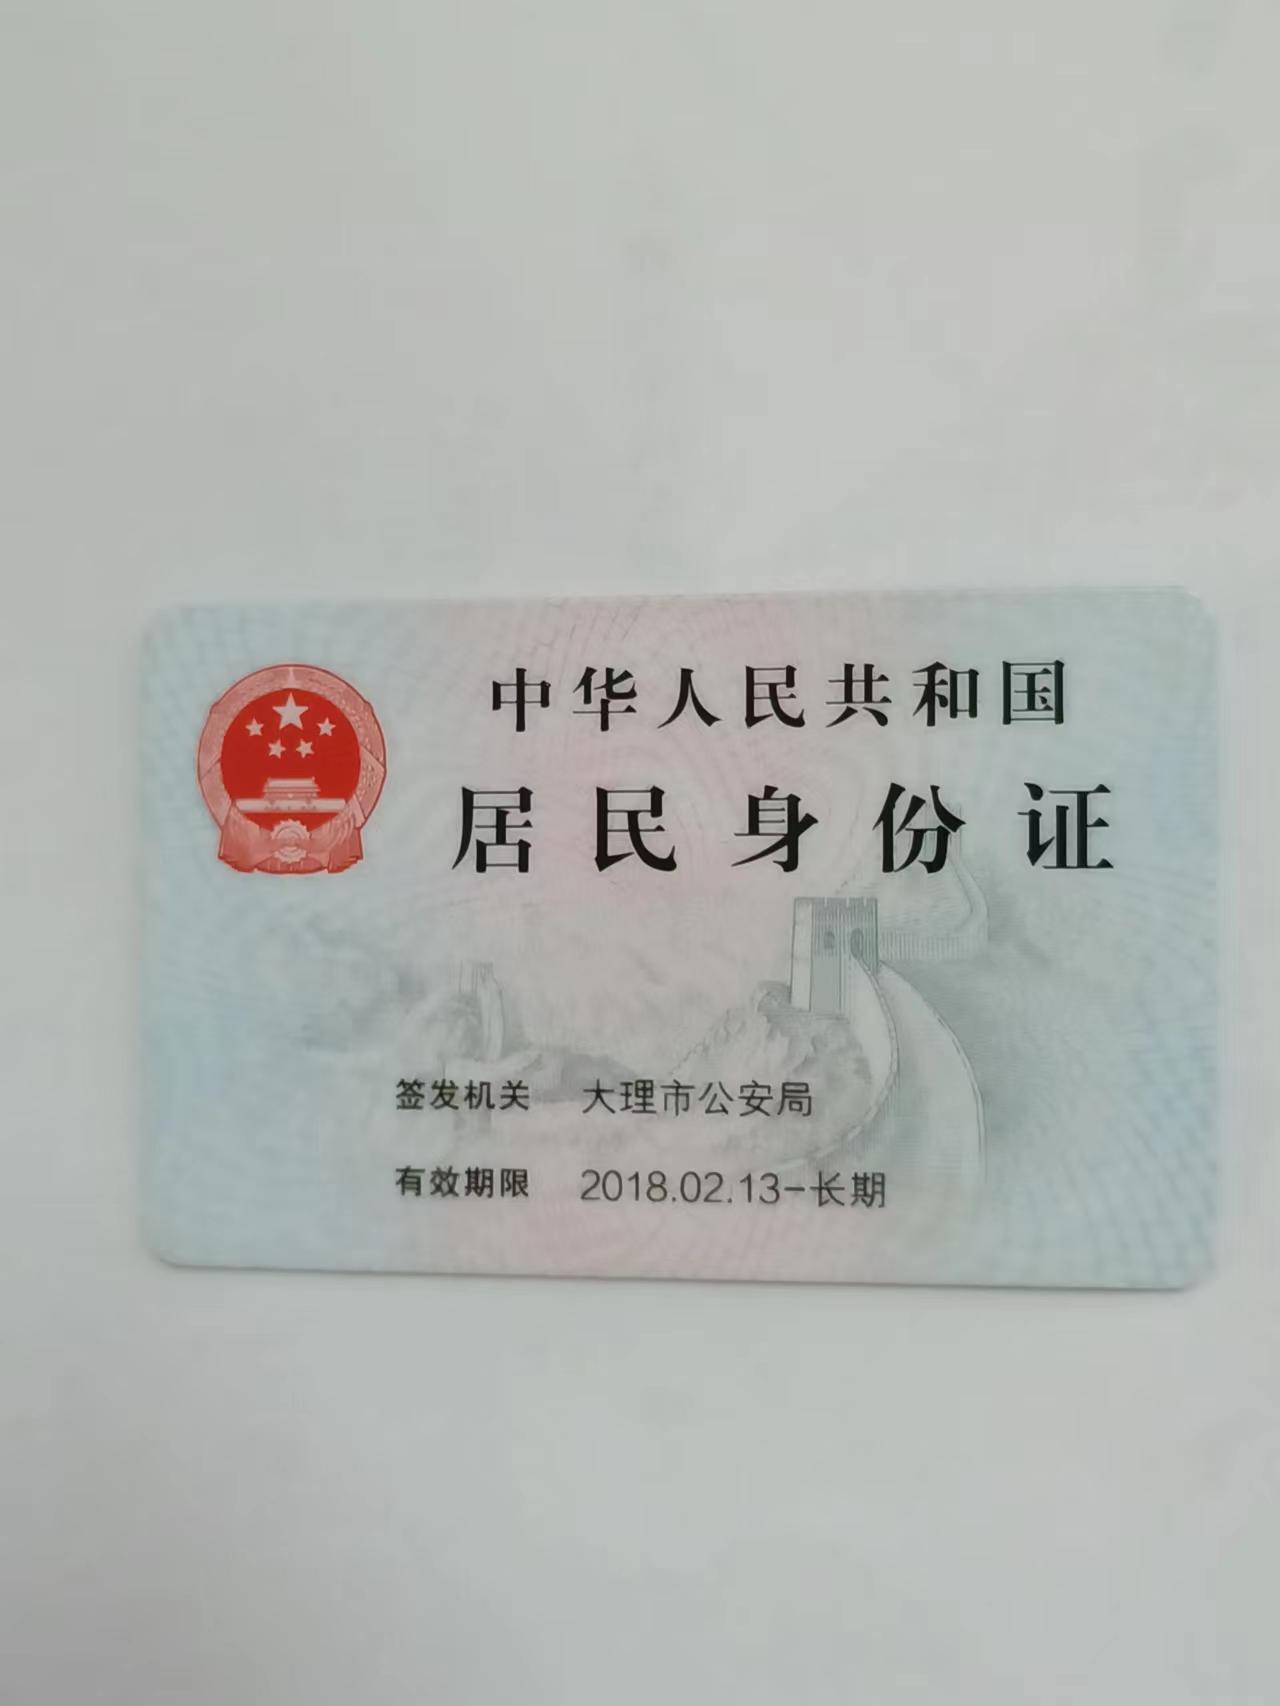 中华人民共和国
居民身份证
签发机关 大理市公安局
有效期限 2018.02.13-长期